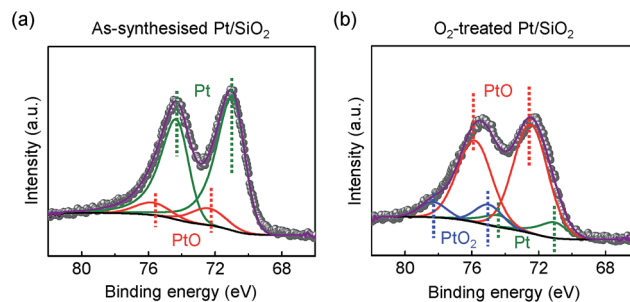 (a)
As-synthesised Pt/SiO₂
Pt
PtO
Intensity (a.u.)
80 76 72 68
Binding energy (eV)
(b)
O₂-treated Pt/SiO₂
PtO
PtO₂
Pt
Intensity (a.u.)
80 76 72 68
Binding energy (eV)